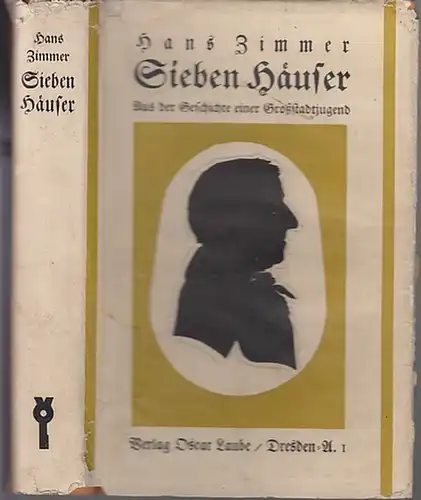 Hans
Zimmer
Sieben
Häuser
Hans Zimmer
Sieben Häuser
Aus der Geschichte einer Großstadtjugend
Verlag Oscar Laube / Dresden-A. 1